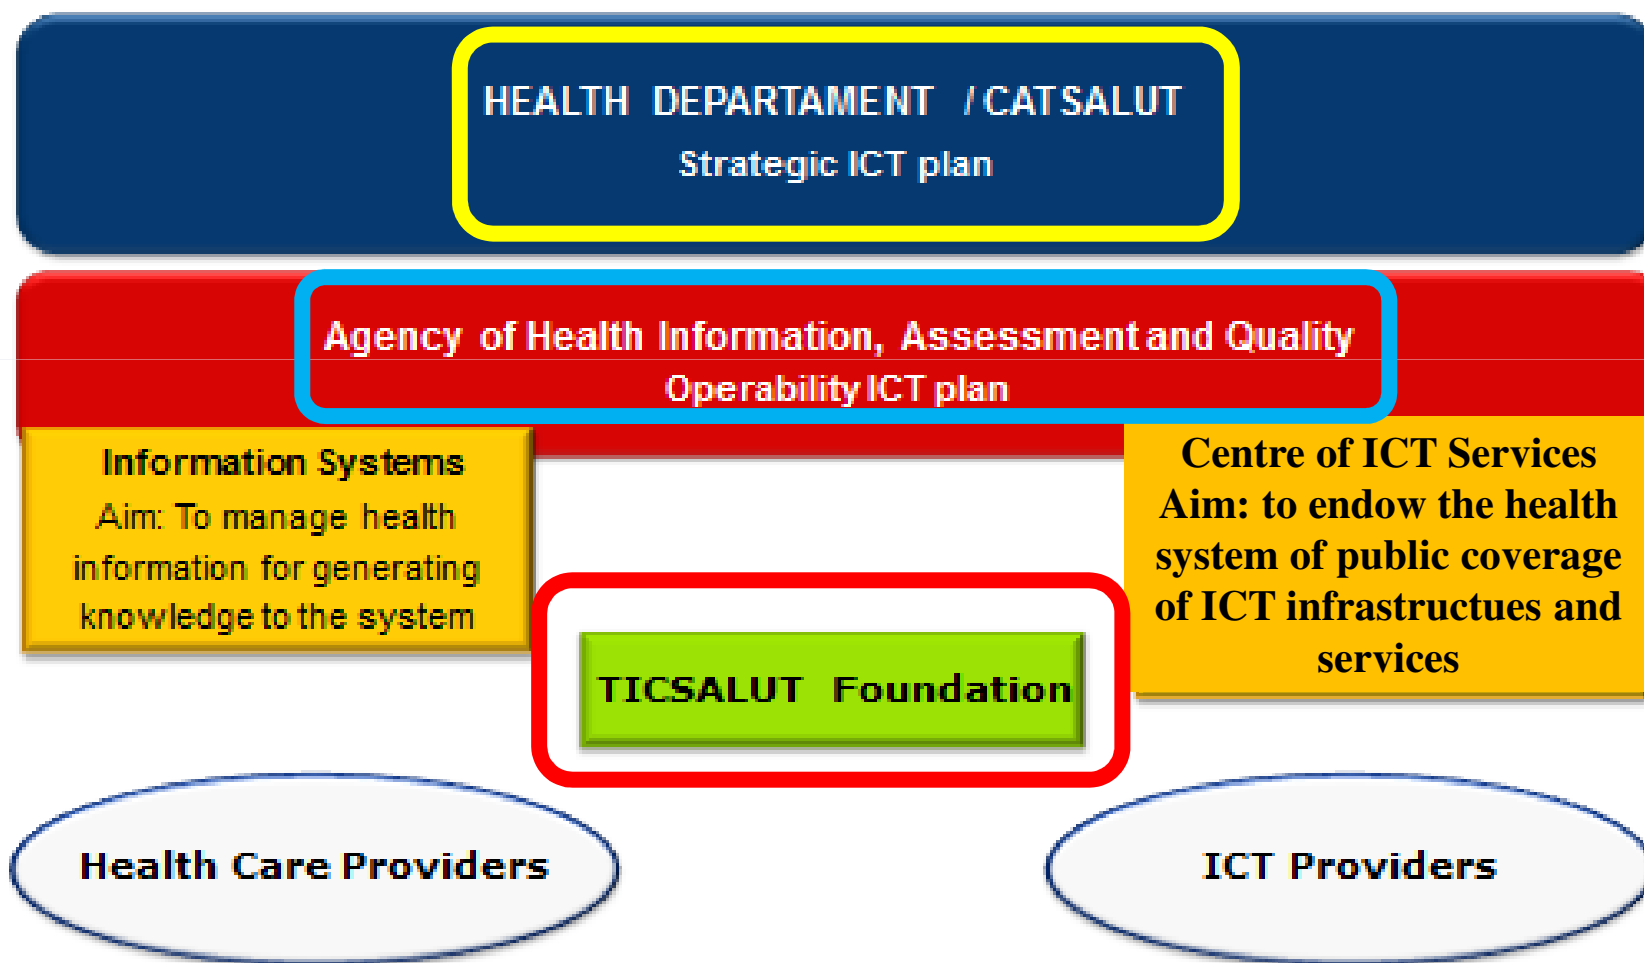 HEALTH DEPARTAMENT / CATSALUT
Strategic ICT plan
Agency of Health Information, Assessment and Quality
Operability ICT plan
Information Systems
Aim: To manage health
information for generating
knowledge to the system
Centre of ICT Services
Aim: to endow the health
system of public coverage
of ICT infrastructues and
services
TICSALUT Foundation
Health Care Providers
ICT Providers